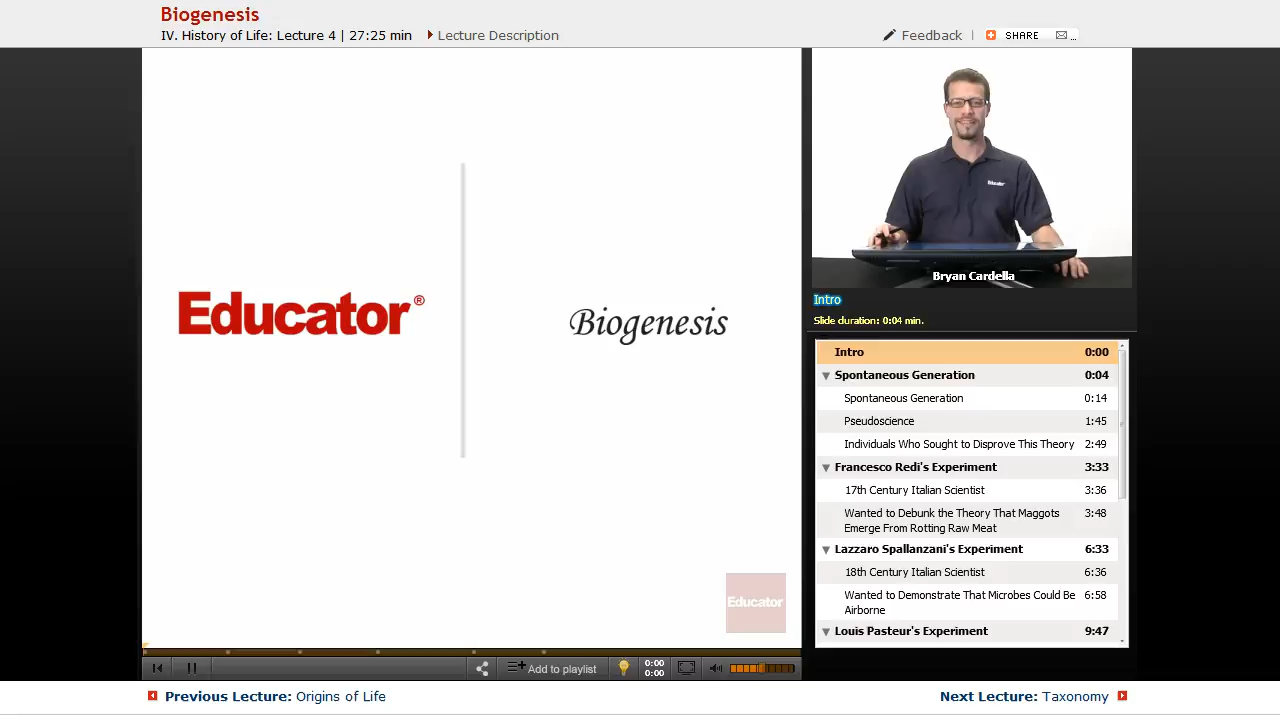 Biogenesis
IV. History of Life: Lecture 4 | 27:25 min
Lecture Description
Feedback
SHARE
Educator®
Biogenesis
Educator
Educator
Bryan Cardella
Intro
Slide duration: 0:04 min.
Intro 0:00
Spontaneous Generation 0:04
Spontaneous Generation 0:14
Pseudoscience 1:45
Individuals Who Sought to Disprove This Theory 2:49
Francesco Redi's Experiment 3:33
17th Century Italian Scientist 3:36
Wanted to Debunk the Theory That Maggots 3:48
Emerge From Rotting Raw Meat
Lazzaro Spallanzani's Experiment 6:33
18th Century Italian Scientist 6:36
Wanted to Demonstrate That Microbes Could Be 6:58
Airborne
Louis Pasteur's Experiment 9:47
Add to playlist
0:00
0:00
Previous Lecture: Origins of Life
Next Lecture: Taxonomy